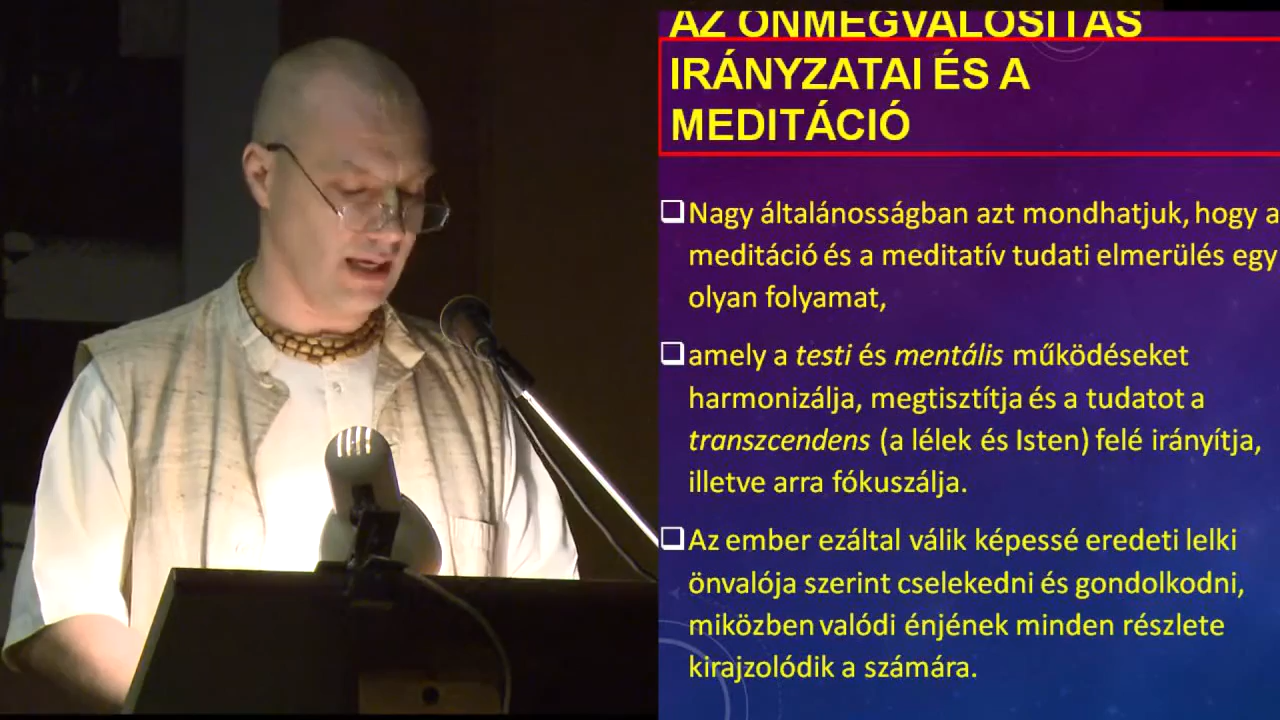 AZ ÖNMEGVALÓSÍTÁS
IRÁNYZATAI ÉS A
MEDITÁCIÓ
Nagy általánosságban azt mondhatjuk, hogy a
meditáció és a meditatív tudati elmerülés egy
olyan folyamat,
amely a testi és mentális működéseket
harmonizálja, megtisztítja és a tudatot a
transzcendens (a lélek és Isten) felé irányítja,
illetve arra fókuszálja.
Az ember ezáltal válik képessé eredeti lelki
önvalója szerint cselekedni és gondolkodni,
miközben valódi énjének minden részlete
kirajzolódik a számára.